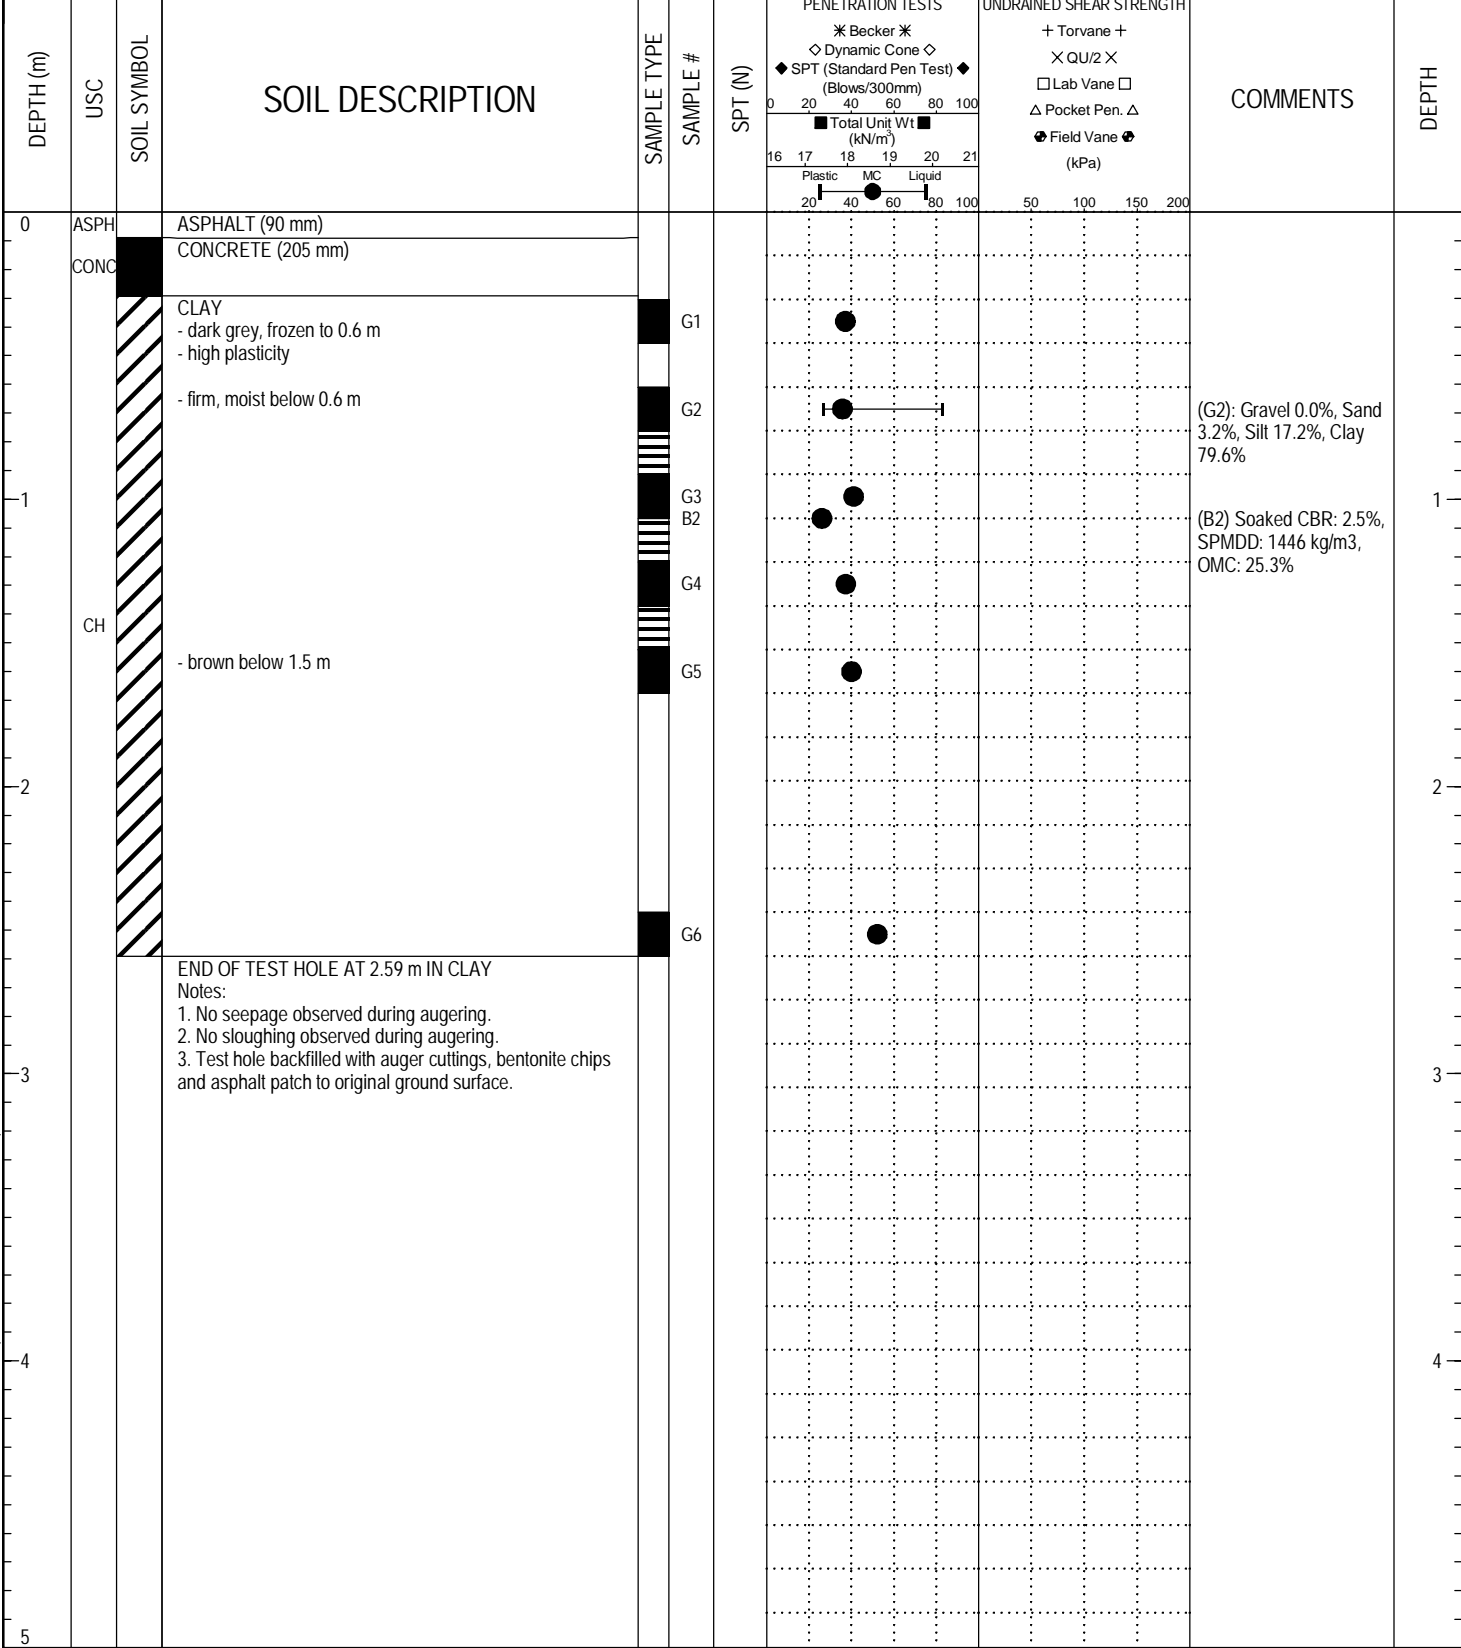 PENETRATION TESTS
UNDRAINED SHEAR STRENGTH
DEPTH (m)
USC
SOIL SYMBOL
SOIL DESCRIPTION
SAMPLE TYPE
SAMPLE #
SPT (N)
Becker
Dynamic Cone
SPT (Standard Pen Test)
(Blows/300mm)
0 20 40 60 80 100
Total Unit Wt
(kN/m3)
16 17 18 19 20 21
Plastic MC Liquid
20 40 60 80 100
+ Torvane +
QU/2
Lab Vane
Pocket Pen.
Field Vane
(kPa)
50 100 150 200
COMMENTS
DEPTH
0
ASPH
ASPHALT (90 mm)
CONC
CONCRETE (205 mm)
CLAY
- dark grey, frozen to 0.6 m
- high plasticity
G1
- firm, moist below 0.6 m
G2
(G2): Gravel 0.0%, Sand
3.2%, Silt 17.2%, Clay
79.6%
1
G3
1
B2
(B2) Soaked CBR: 2.5%,
SPMDD: 1446 kg/m3,
OMC: 25.3%
G4
CH
- brown below 1.5 m
G5
2
2
G6
END OF TEST HOLE AT 2.59 m IN CLAY
Notes:
1. No seepage observed during augering.
2. No sloughing observed during augering.
3. Test hole backfilled with auger cuttings, bentonite chips
and asphalt patch to original ground surface.
3
3
4
4
5